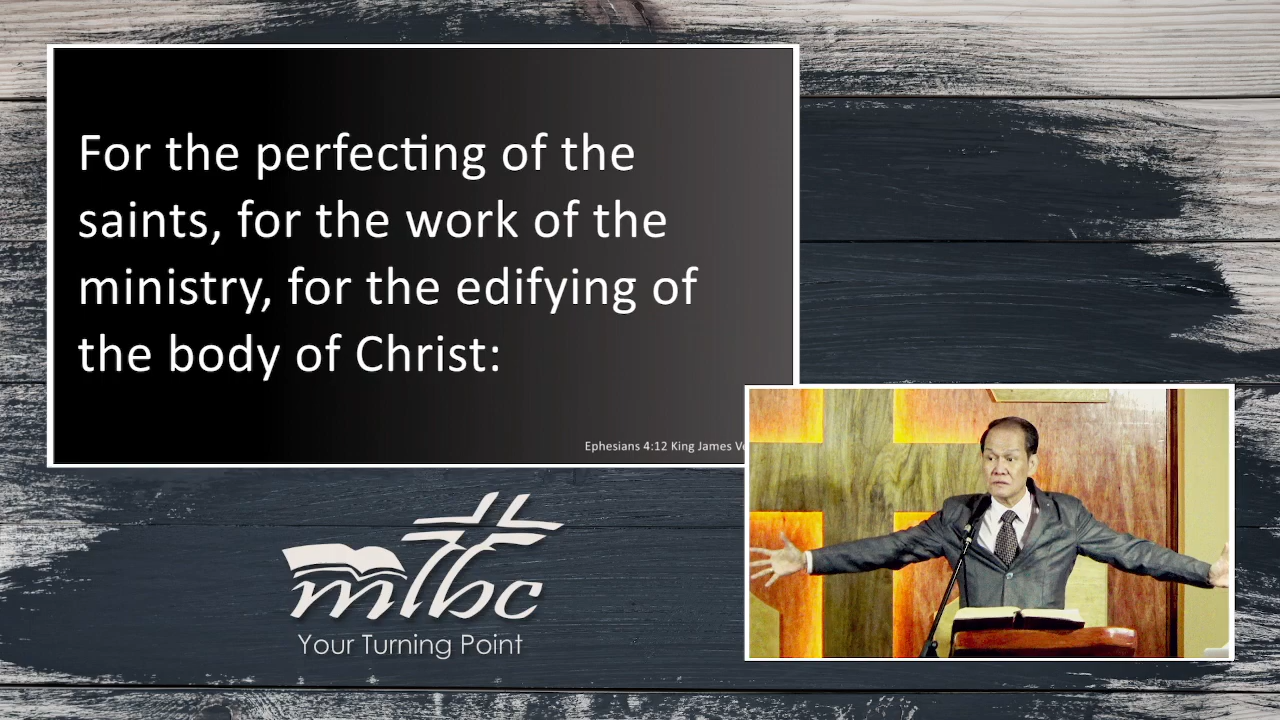 For the perfecting of the
saints, for the work of the
ministry, for the edifying of
the body of Christ:
Ephesians 4:12 King James
mlbc
Your Turning Point